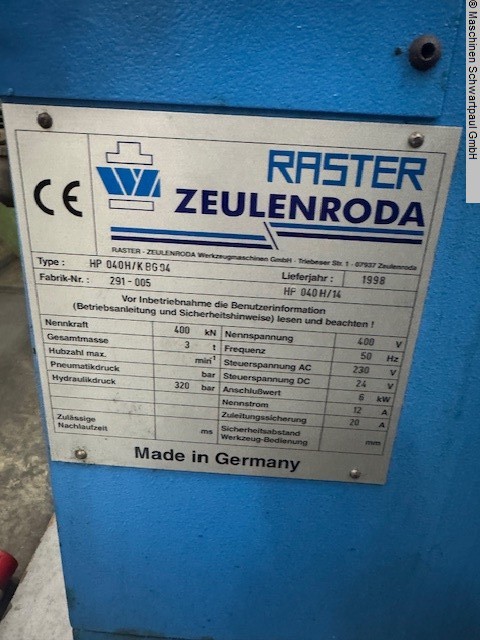 ® Maschinen Schwartpaul GmbH
CE
RASTER
ZEULENRODA
RASTER - ZEULENRODA Werkzeugmaschinen GmbH · Triebeser Str. 1 · 07937 Zeulenroda
Type : HP 040H/KBG04
Lieferjahr : 1998
Fabrik-Nr. : 291-005
HP 040H/14
Vor Inbetriebnahme die Benutzerinformation
(Betriebsanleitung und Sicherheitshinweise) lesen und beachten !
Nennkraft 400 kN Nennspannung 400 V
Gesamtmasse 3 t Frequenz 50 Hz
Hubzahl max. min⁻¹ Steuerspannung AC 230 V
Pneumatikdruck bar Steuerspannung DC 24 V
Hydraulikdruck 320 bar Anschlußwert 6 kW
Nennstrom 12 A
Zuleitungssicherung 20 A
Zulässige
Nachlaufzeit ms
Sicherheitsabstand
Werkzeug-Bedienung mm
Made in Germany